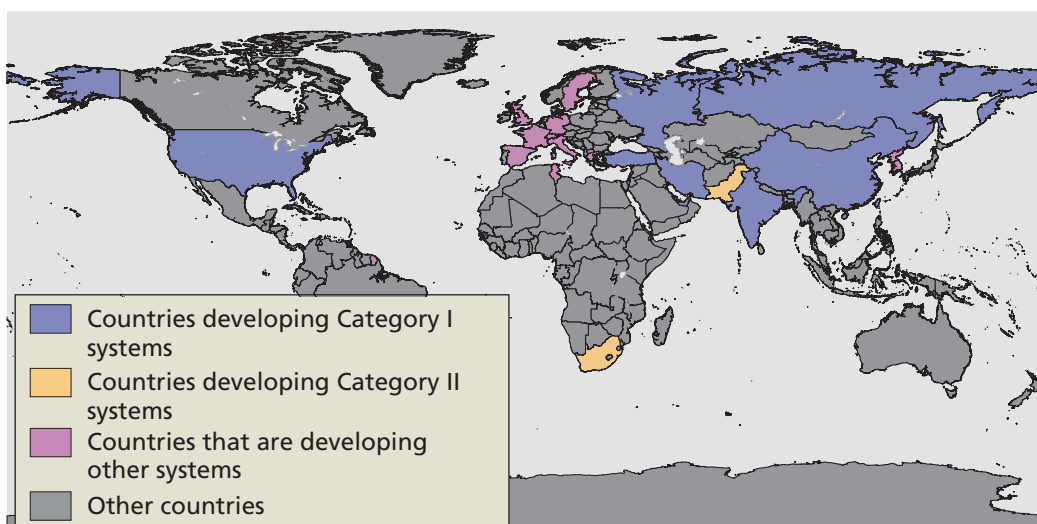 Countries developing Category I
systems
Countries developing Category II
systems
Countries that are developing
other systems
Other countries